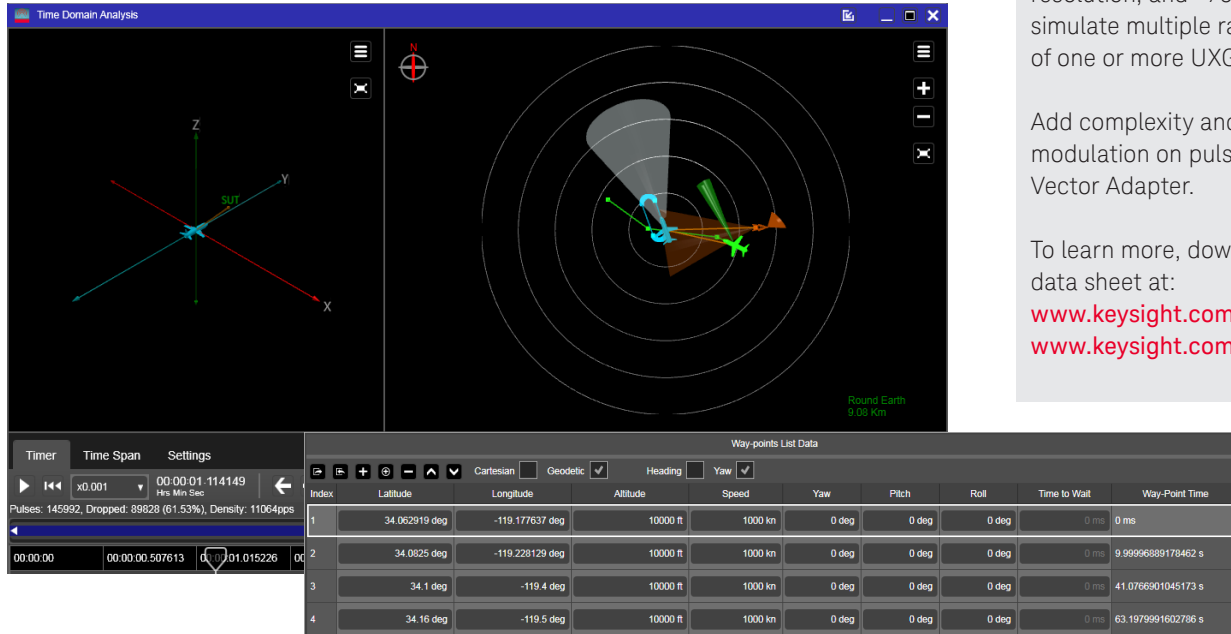 Time Domain Analysis
N
Z
Y
SUT
X
Round Earth
9.08 Km
simulate multiple
of one or more
Add complexity
modulation on
Vector Adapter.
To learn more,
data sheet at:
www.keysight.com
www.keysight.com
Timer Time Span Settings
x0.001 00:00:01.114149
Hrs Min Sec
Pulses: 145992, Dropped: 89828 (61.53%), Density: 11064pps
00:00:00 00:00:00.507613 00:00:01.015226
Way-points List Data
Cartesian Geodetic Heading Yaw
Index Latitude Longitude Altitude Speed Yaw Pitch Roll Time to Wait Way-Point Time
1 34.062919 deg -119.177637 deg 10000 ft 1000 kn 0 deg 0 deg 0 deg 0 ms 0 ms
2 34.0825 deg -119.228129 deg 10000 ft 1000 kn 0 deg 0 deg 0 deg 0 ms 9.99996889178462 s
3 34.1 deg -119.4 deg 10000 ft 1000 kn 0 deg 0 deg 0 deg 0 ms 41.0766901045173 s
4 34.16 deg -119.5 deg 10000 ft 1000 kn 0 deg 0 deg 0 deg 0 ms 63.1979991602786 s